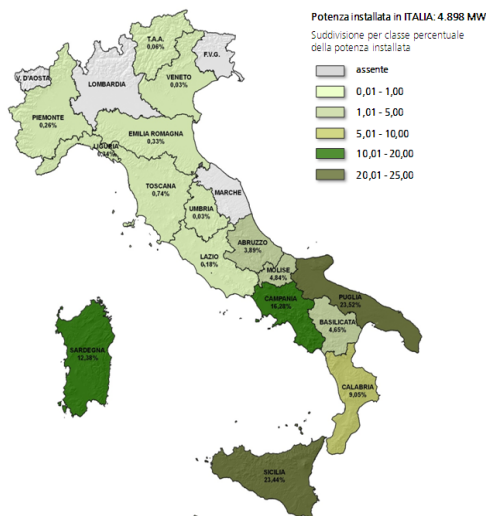 Potenza installata in ITALIA: 4.898 MW
Suddivisione per classe percentuale
della potenza installata
assente
0,01 - 1,00
1,01 - 5,00
5,01 - 10,00
10,01 - 20,00
20,01 - 25,00
T.A.A.
0,06%
F.V.G.
V. D'AOSTA
LOMBARDIA
VENETO
0,03%
PIEMONTE
0,26%
EMILIA ROMAGNA
0,33%
LIGURIA
TOSCANA
0,74%
MARCHE
UMBRIA
0,03%
ABRUZZO
3,89%
LAZIO
0,18%
MOLISE
4,84%
CAMPANIA
PUGLIA
23,52%
BASILICATA
4,65%
SARDEGNA
CALABRIA
9,05%
SICILIA
23,44%